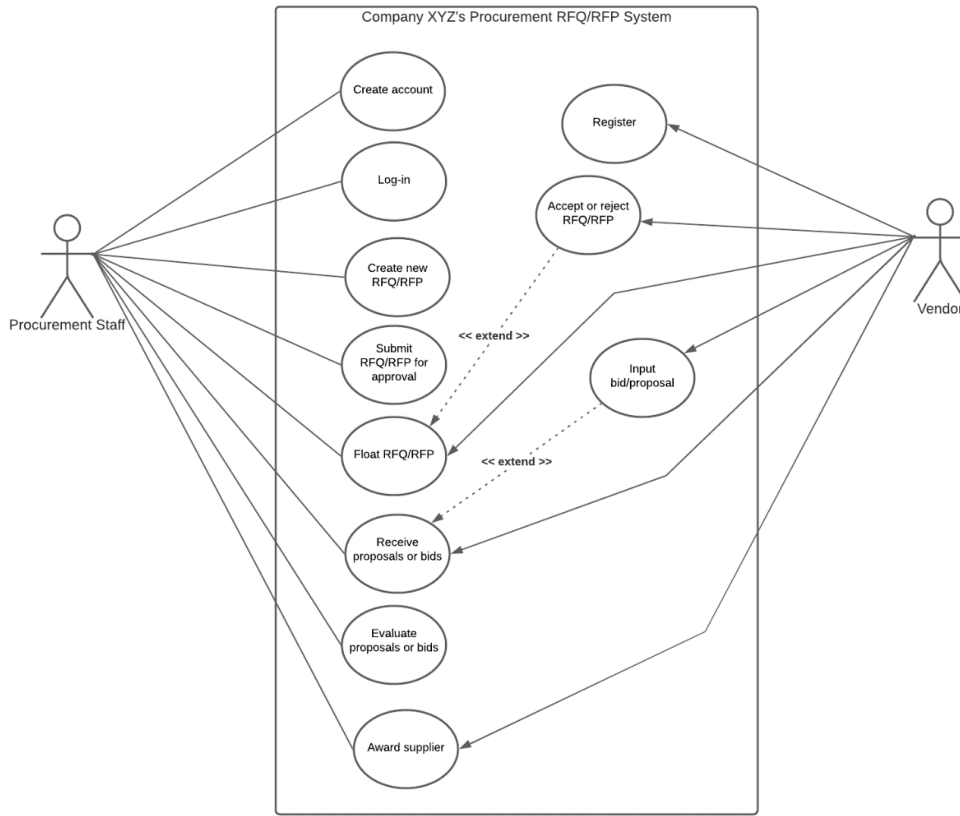 Company XYZ's Procurement RFQ/RFP System
Create account
Register
Log-in
Accept or reject
RFQ/RFP
Create new
RFQ/RFP
Procurement Staff
Vendor
<< extend >>
Submit
RFQ/RFP for
approval
Input
bid/proposal
Float RFQ/RFP
<< extend >>
Receive
proposals or bids
Evaluate
proposals or bids
Award supplier